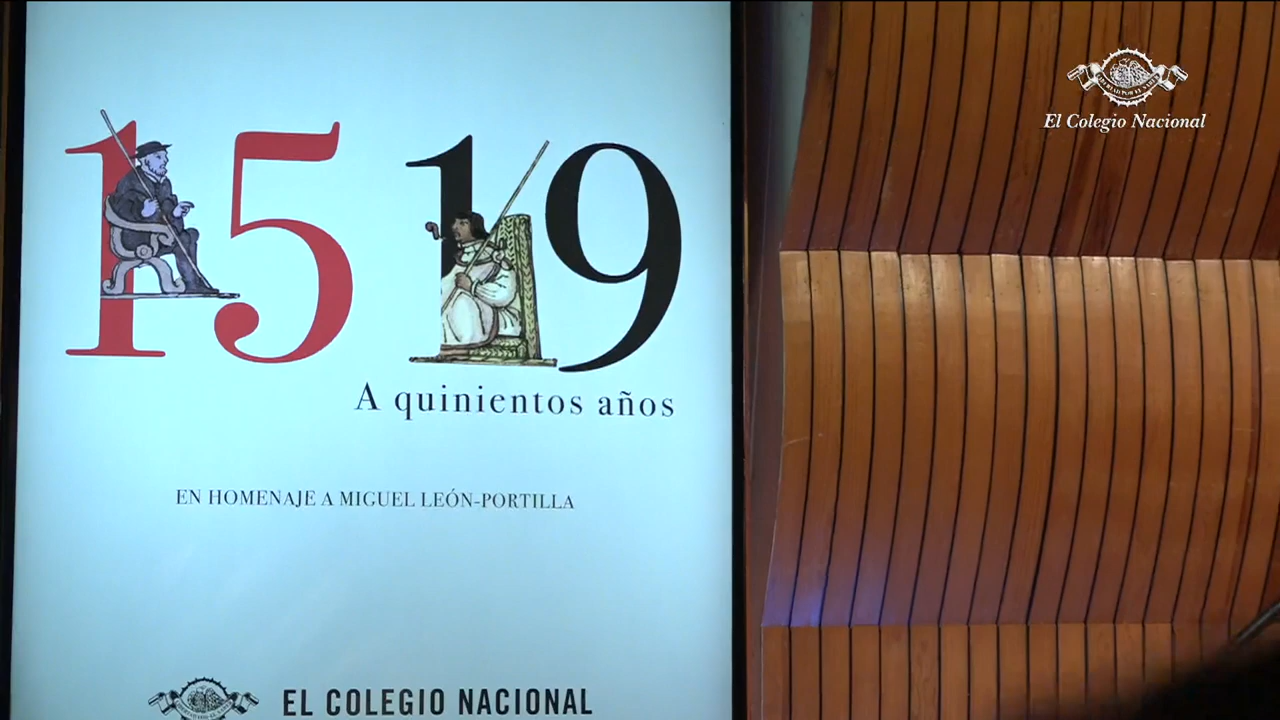 1519
A quinientos años
EN HOMENAJE A MIGUEL LEÓN-PORTILLA
EL COLEGIO NACIONAL
El Colegio Nacional